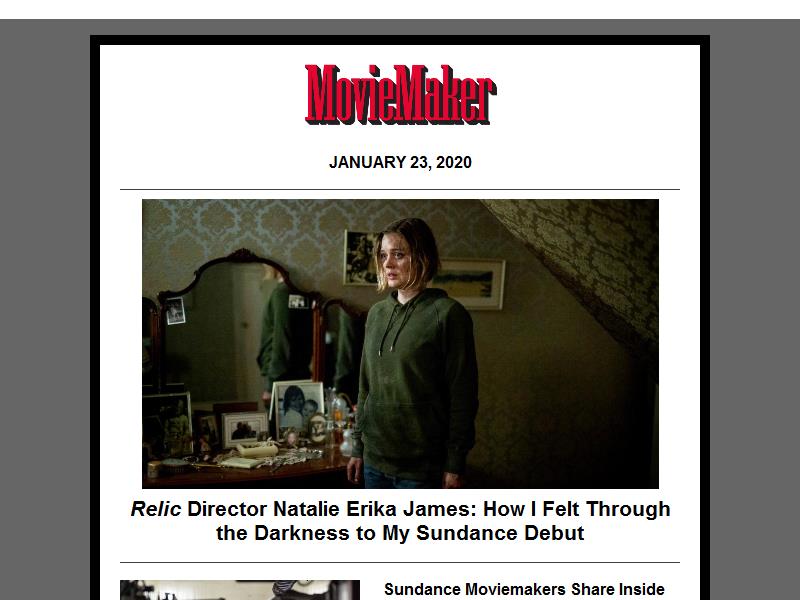 MovieMaker
JANUARY 23, 2020
Relic Director Natalie Erika James: How I Felt Through
the Darkness to My Sundance Debut
Sundance Moviemakers Share Inside